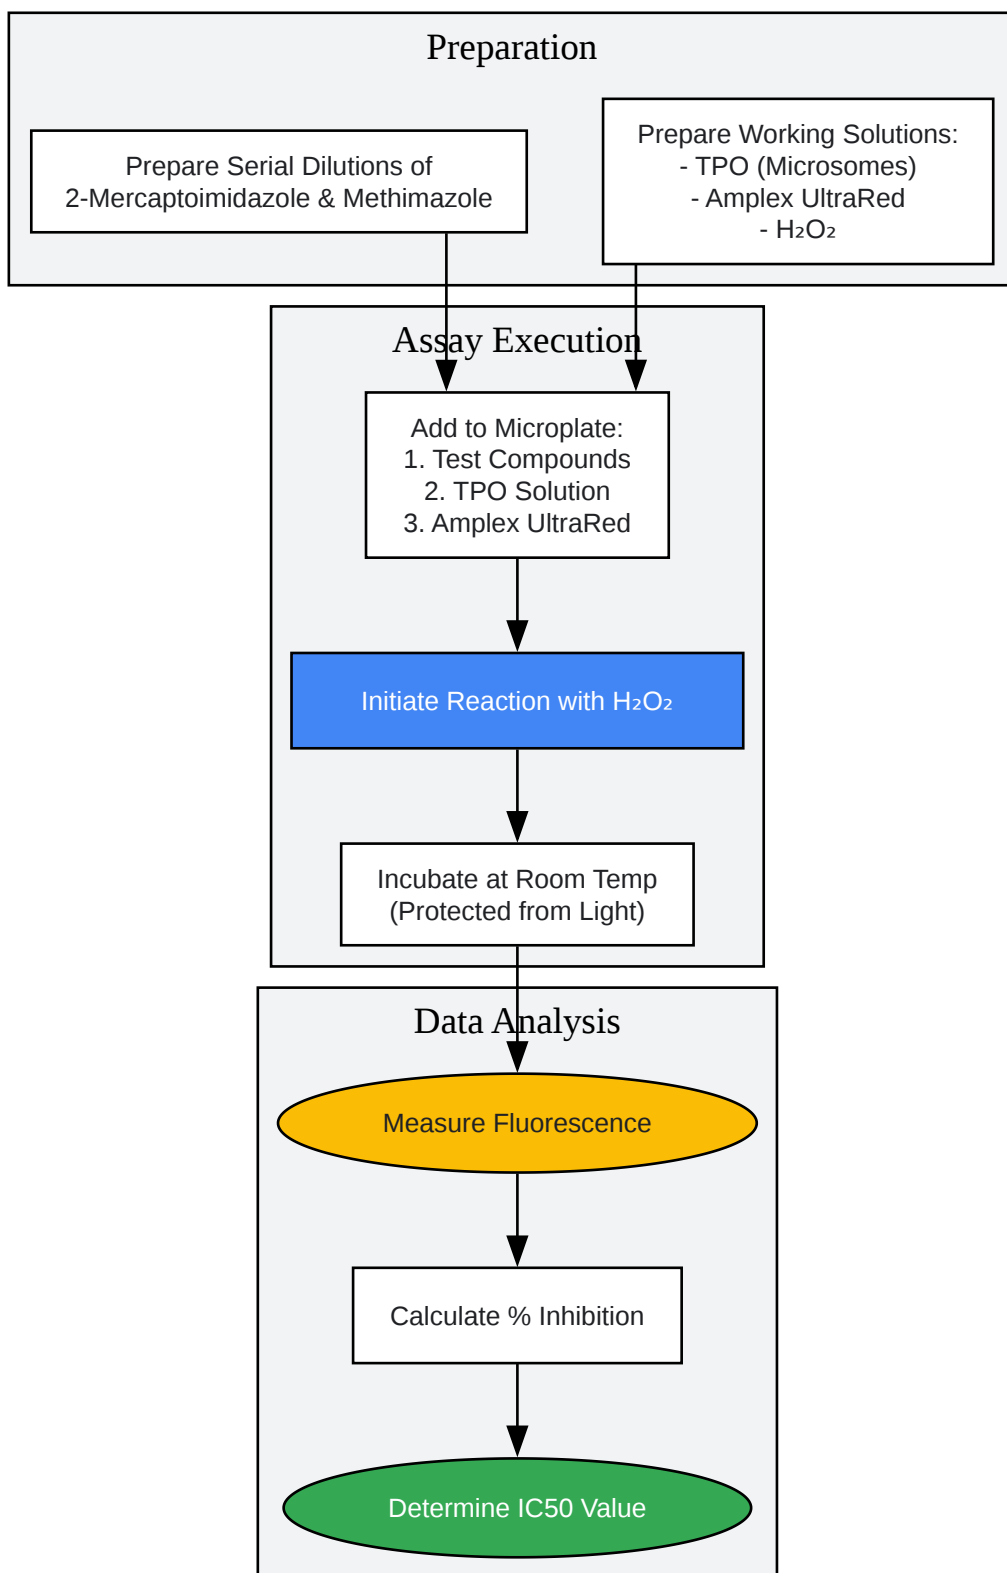 Preparation
Prepare Serial Dilutions of
2-Mercaptoimidazole & Methimazole
Prepare Working Solutions:
- TPO (Microsomes)
- Amplex UltraRed
- H₂O₂
Assay Execution
Add to Microplate:
1. Test Compounds
2. TPO Solution
3. Amplex UltraRed
Initiate Reaction with H₂O₂
Incubate at Room Temp
(Protected from Light)
Data Analysis
Measure Fluorescence
Calculate % Inhibition
Determine IC50 Value